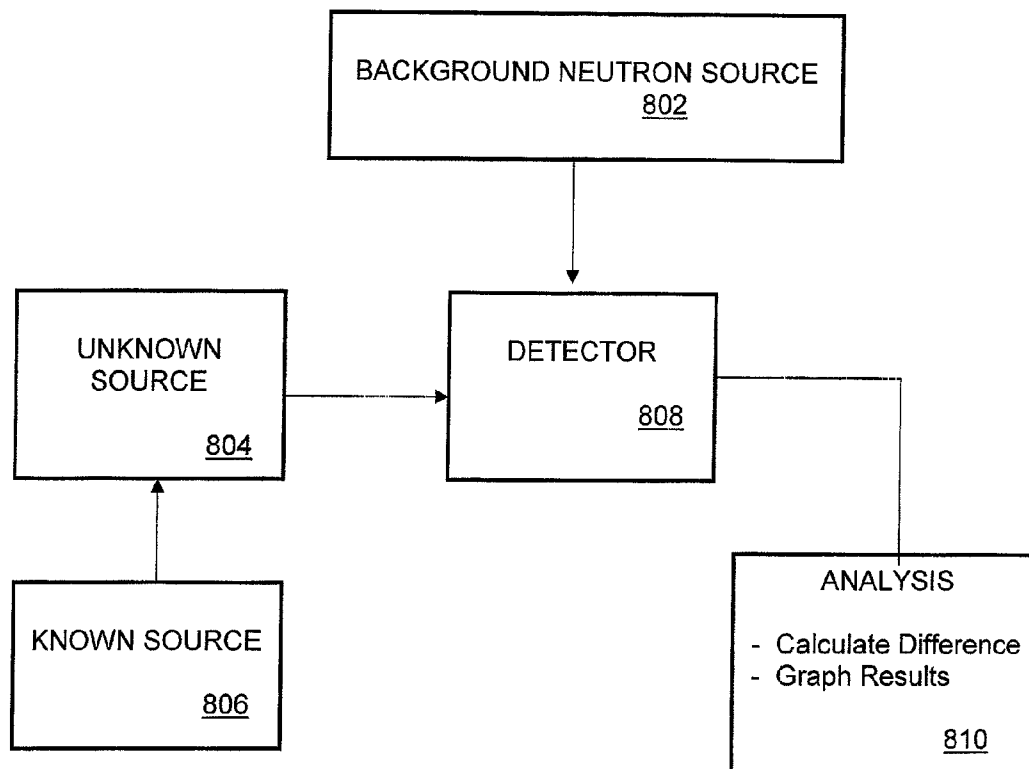 BACKGROUND NEUTRON SOURCE
802
UNKNOWN
SOURCE
804
DETECTOR
808
KNOWN SOURCE
806
ANALYSIS
- Calculate Difference
- Graph Results
810